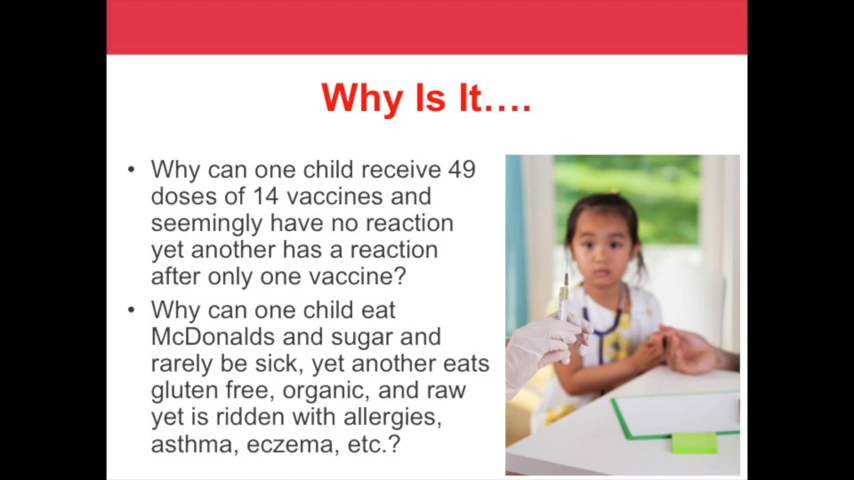 Why Is It....
• Why can one child receive 49
doses of 14 vaccines and
seemingly have no reaction
yet another has a reaction
after only one vaccine?
• Why can one child eat
McDonalds and sugar and
rarely be sick, yet another eats
gluten free, organic, and raw
yet is ridden with allergies,
asthma, eczema, etc.?